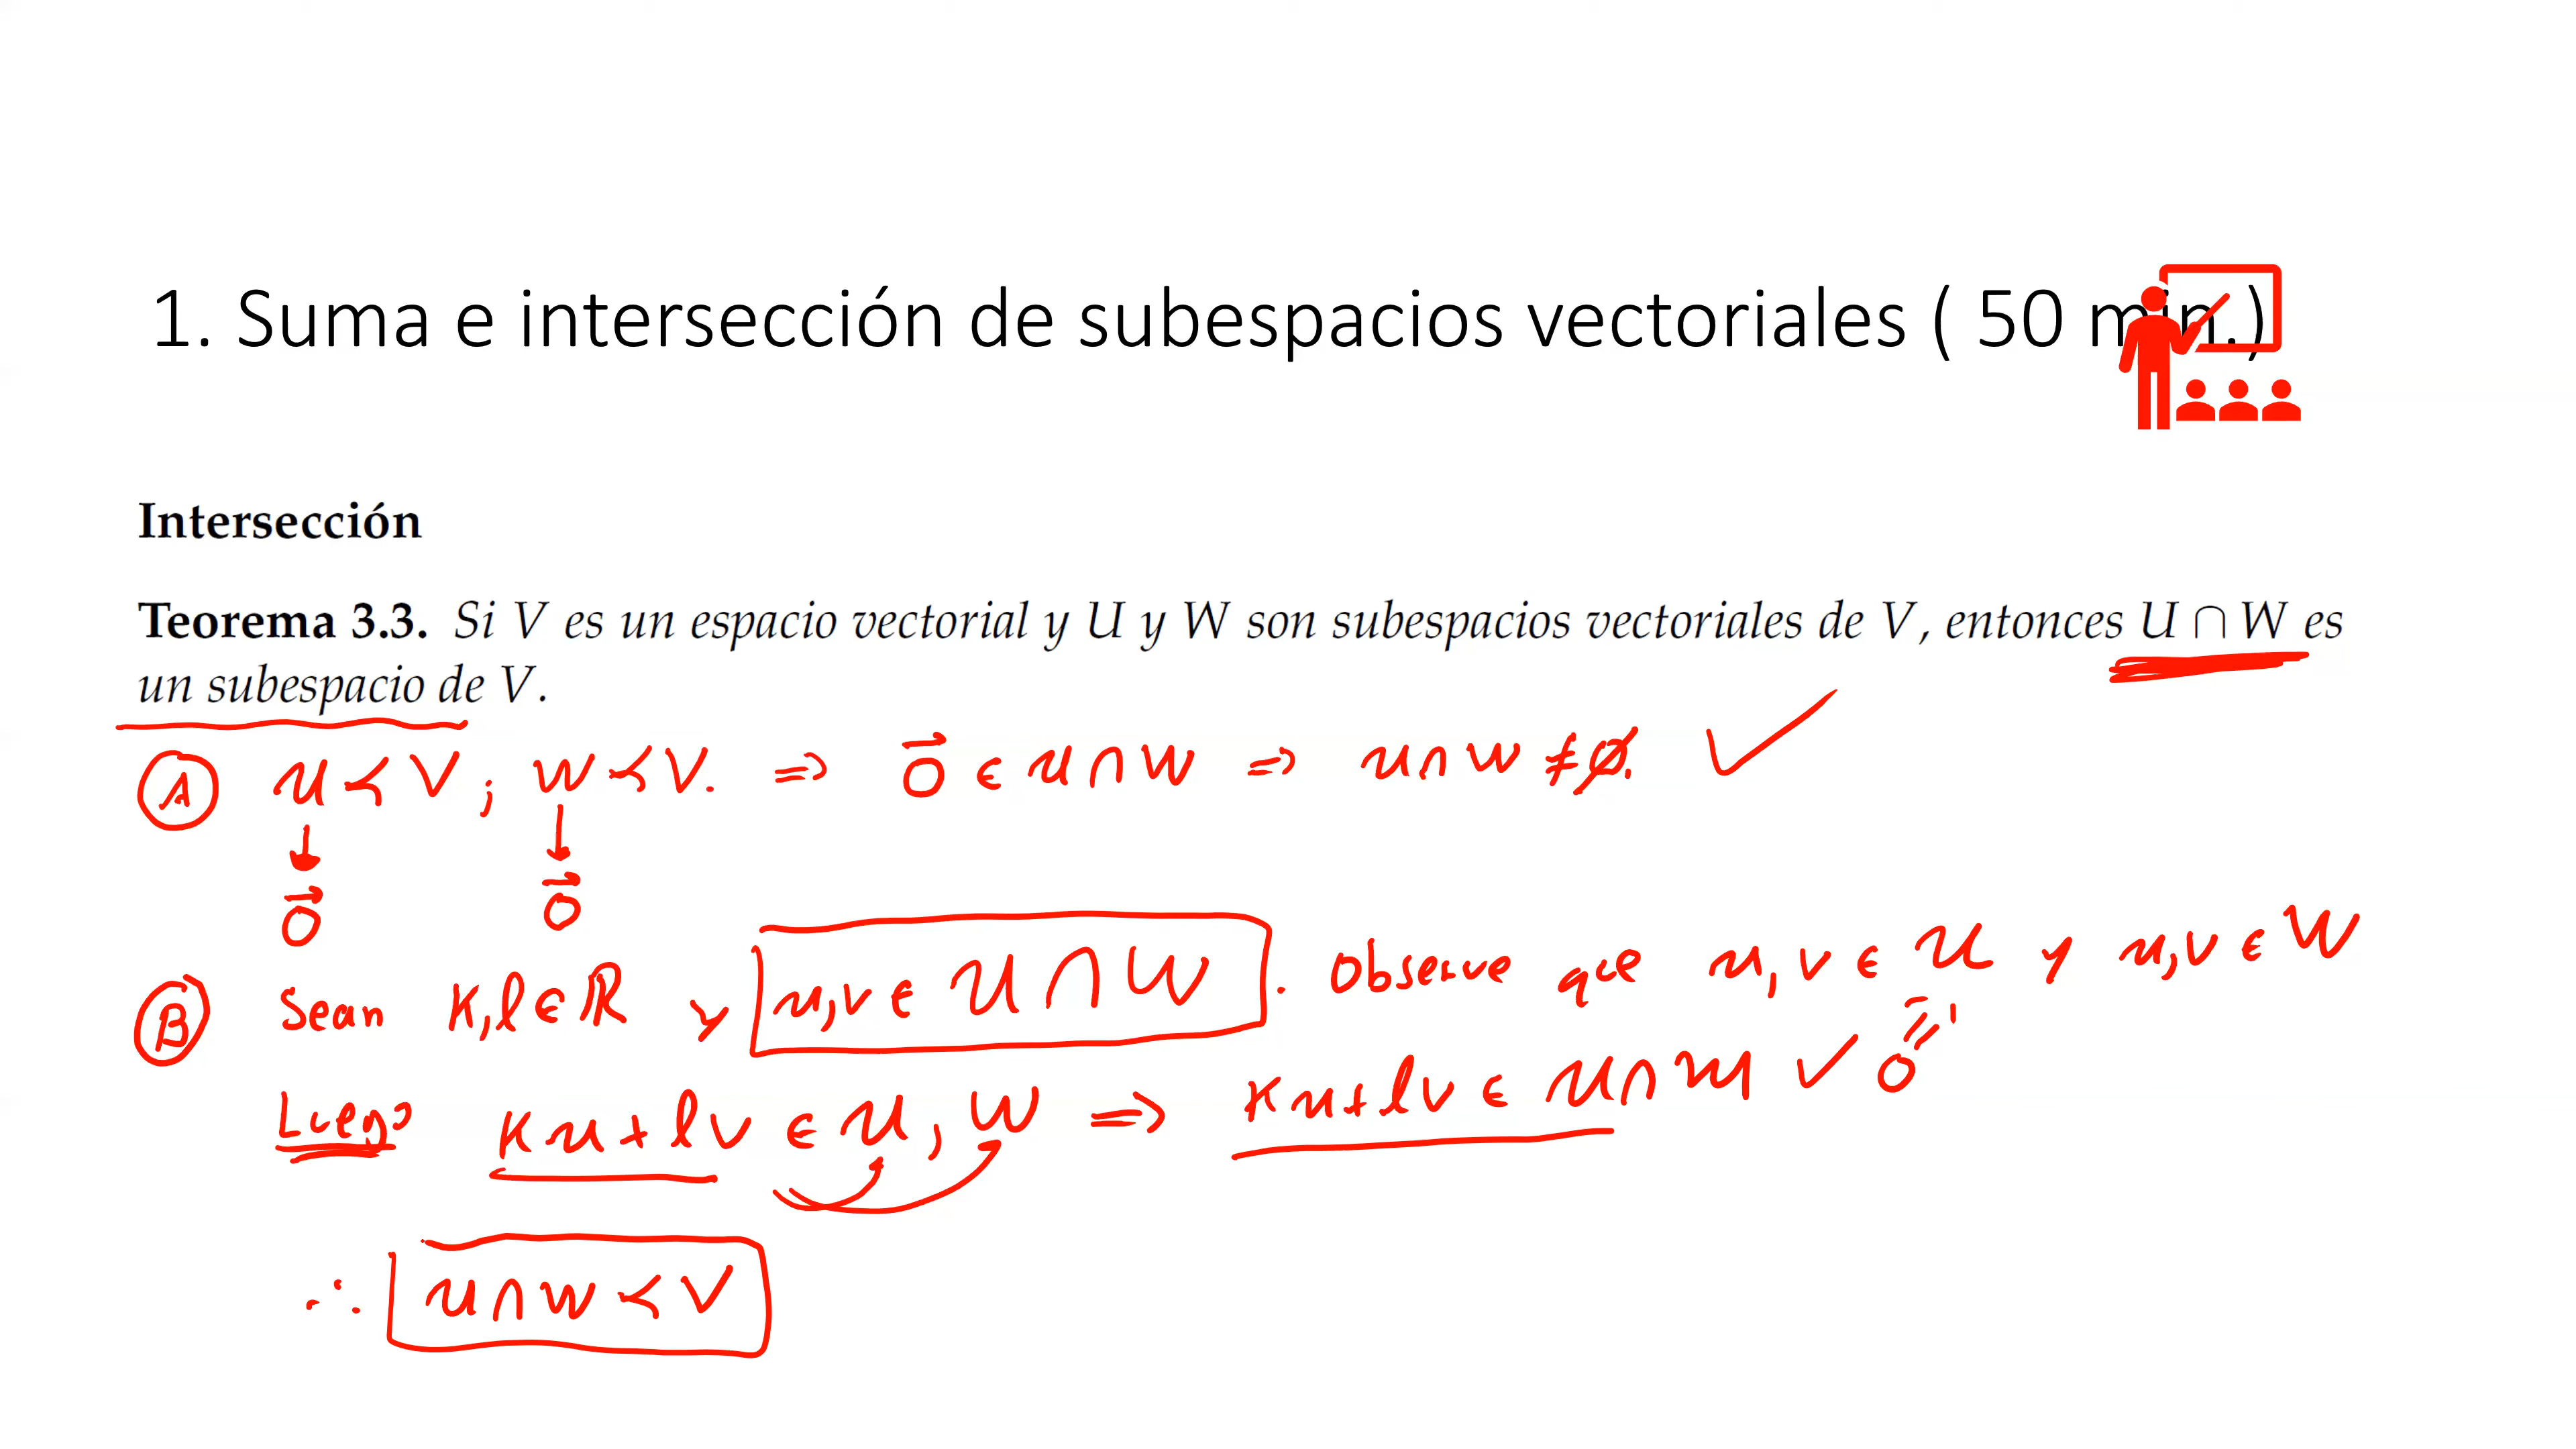 1. Suma e intersección de subespacios vectoriales ( 50 min.)
Intersección
Teorema 3.3. Si V es un espacio vectorial y U y W son subespacios vectoriales de V, entonces U ∩ W es
un subespacio de V.
A U ≺ V ; W ≺ V. ⇒ 0⃗ ∈ U ∩ W ⇒ U ∩ W ≠ ∅. ✓
↓ ↓
0⃗ 0⃗
B Sean K, l ∈ ℝ y u, v ∈ U ∩ W. Observe que u, v ∈ U y u, v ∈ W
Luego Ku + lv ∈ U, W ⇒ Ku + lv ∈ U ∩ W ✓
∴ U ∩ W ≺ V